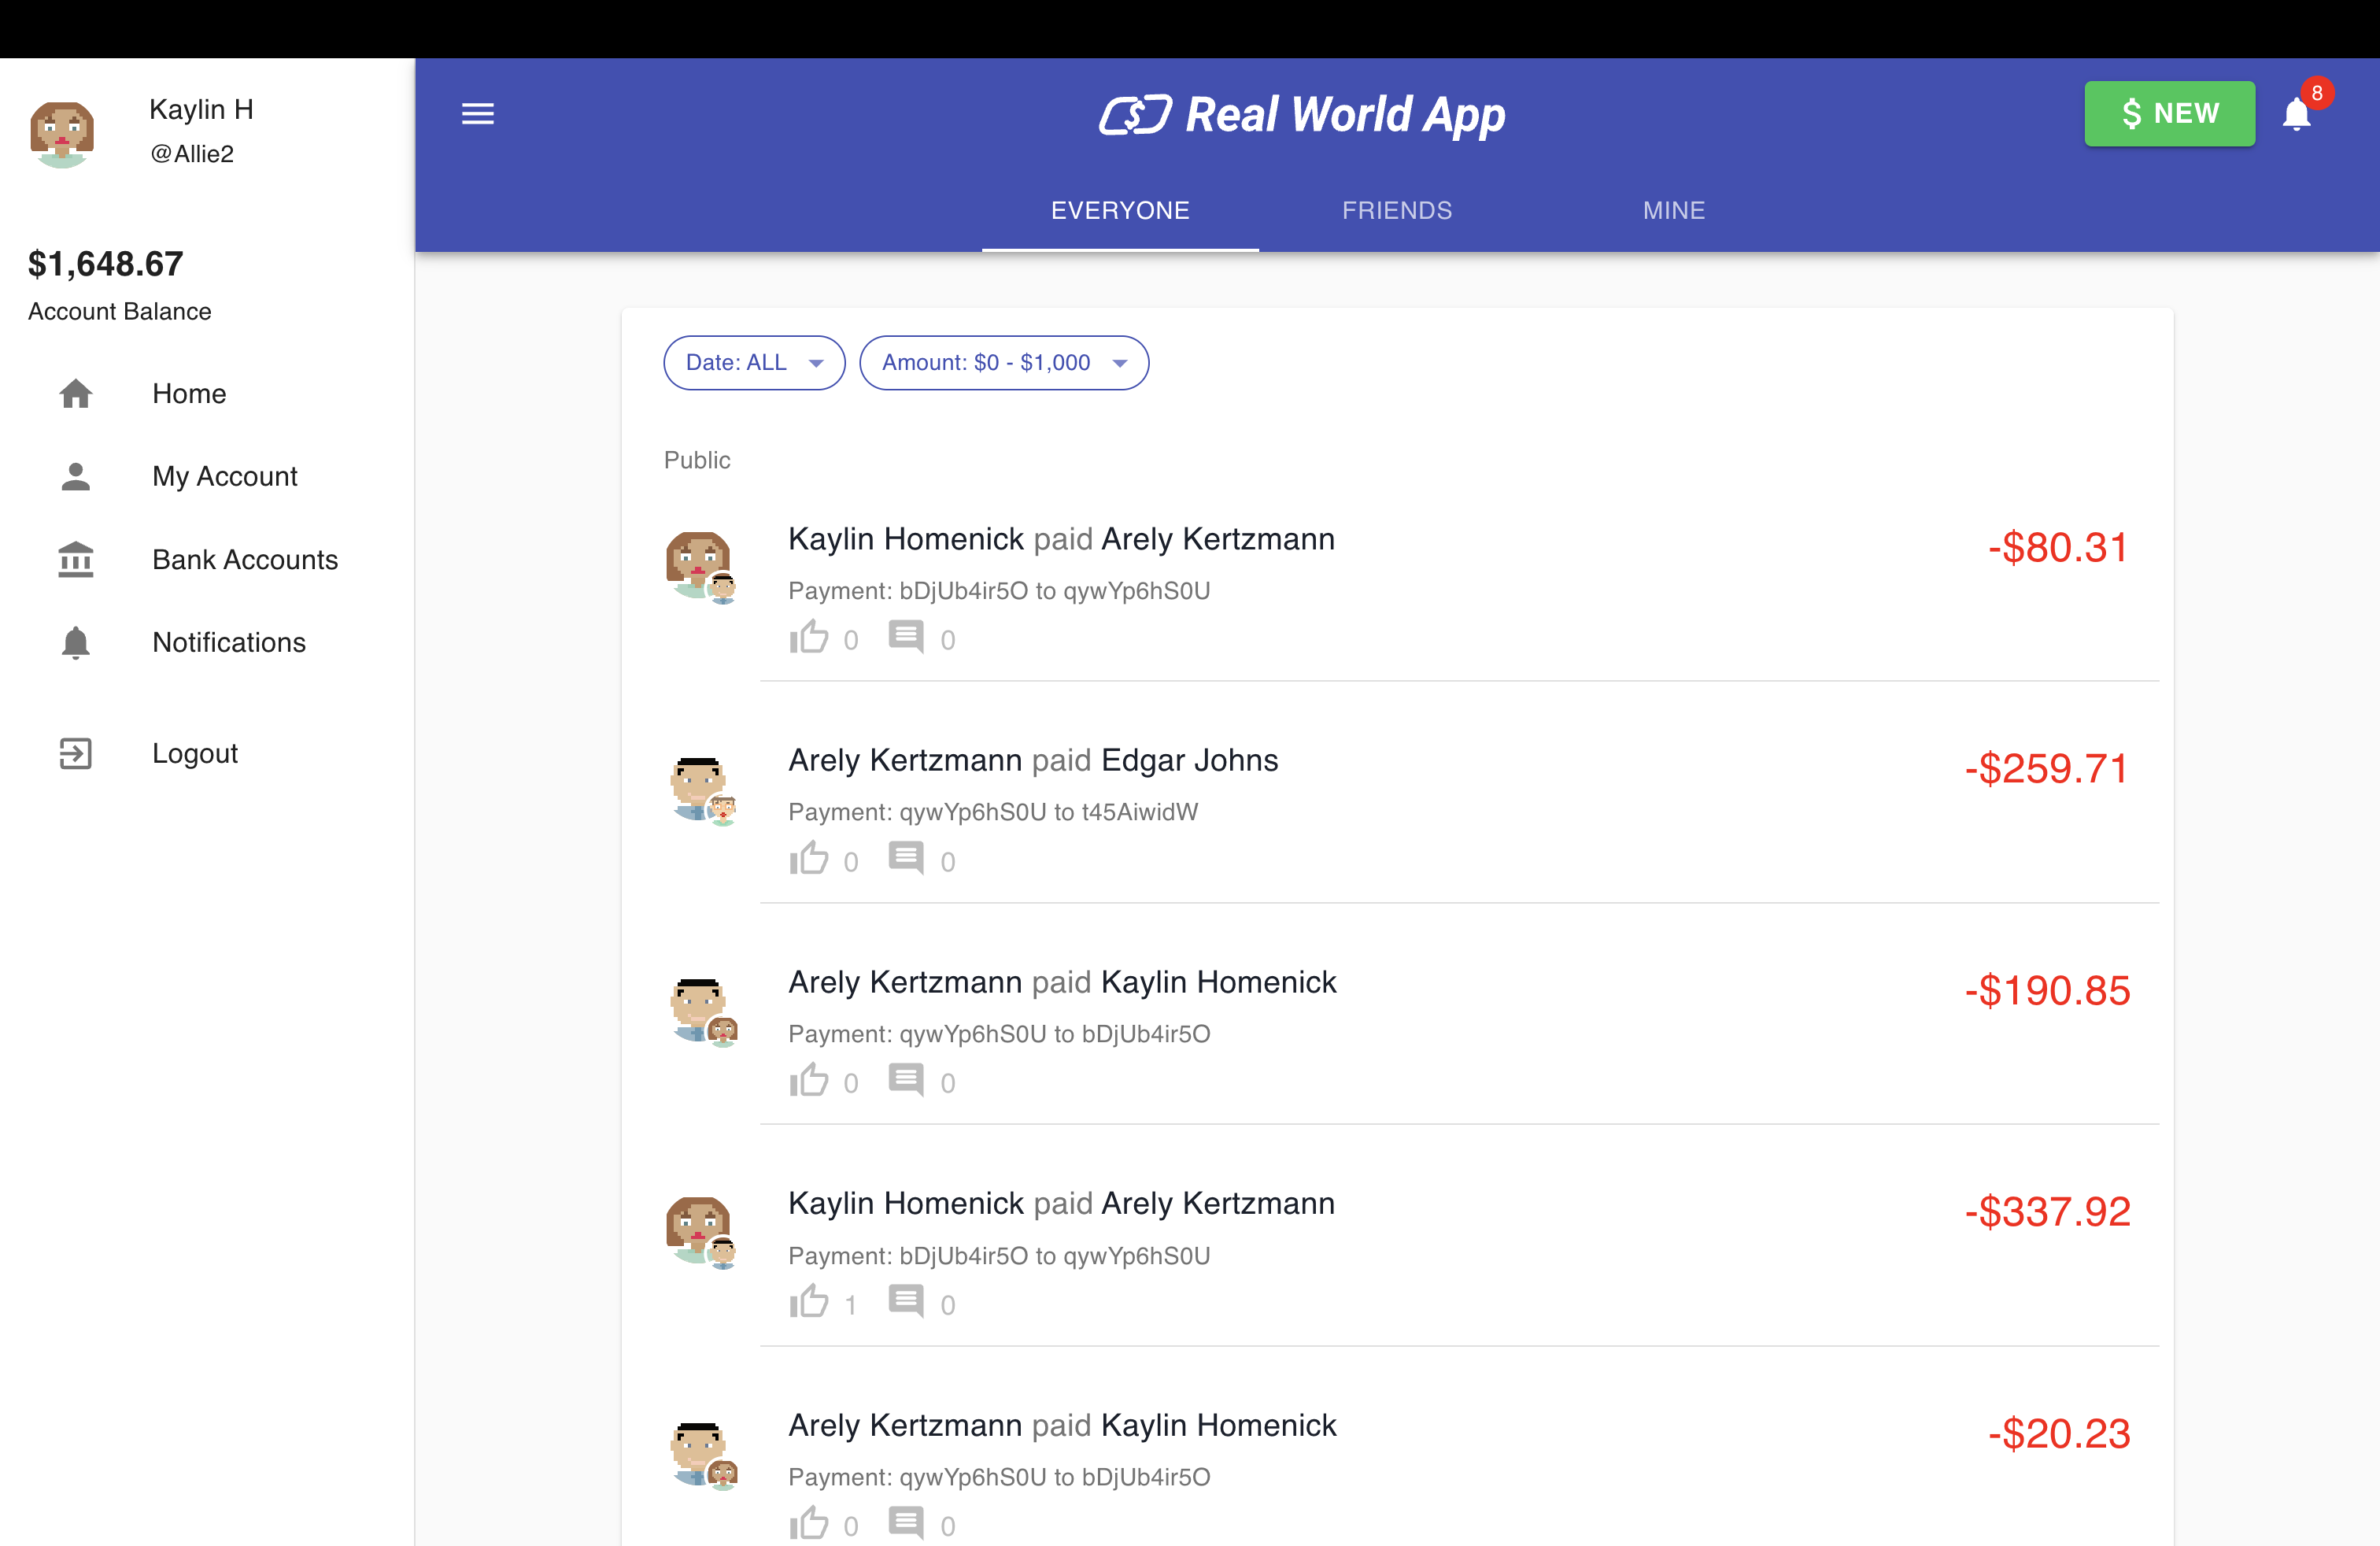 Kaylin H
@Allie2
$1,648.67
Account Balance
Home
My Account
Bank Accounts
Notifications
Logout
Real World App
$ NEW
8
EVERYONE
FRIENDS
MINE
Date: ALL
Amount: $0 - $1,000
Public
Kaylin Homenick paid Arely Kertzmann
-$80.31
Payment: bDjUb4ir5O to qywYp6hS0U
0 0
Arely Kertzmann paid Edgar Johns
-$259.71
Payment: qywYp6hS0U to t45AiwidW
0 0
Arely Kertzmann paid Kaylin Homenick
-$190.85
Payment: qywYp6hS0U to bDjUb4ir5O
0 0
Kaylin Homenick paid Arely Kertzmann
-$337.92
Payment: bDjUb4ir5O to qywYp6hS0U
1 0
Arely Kertzmann paid Kaylin Homenick
-$20.23
Payment: qywYp6hS0U to bDjUb4ir5O
0 0